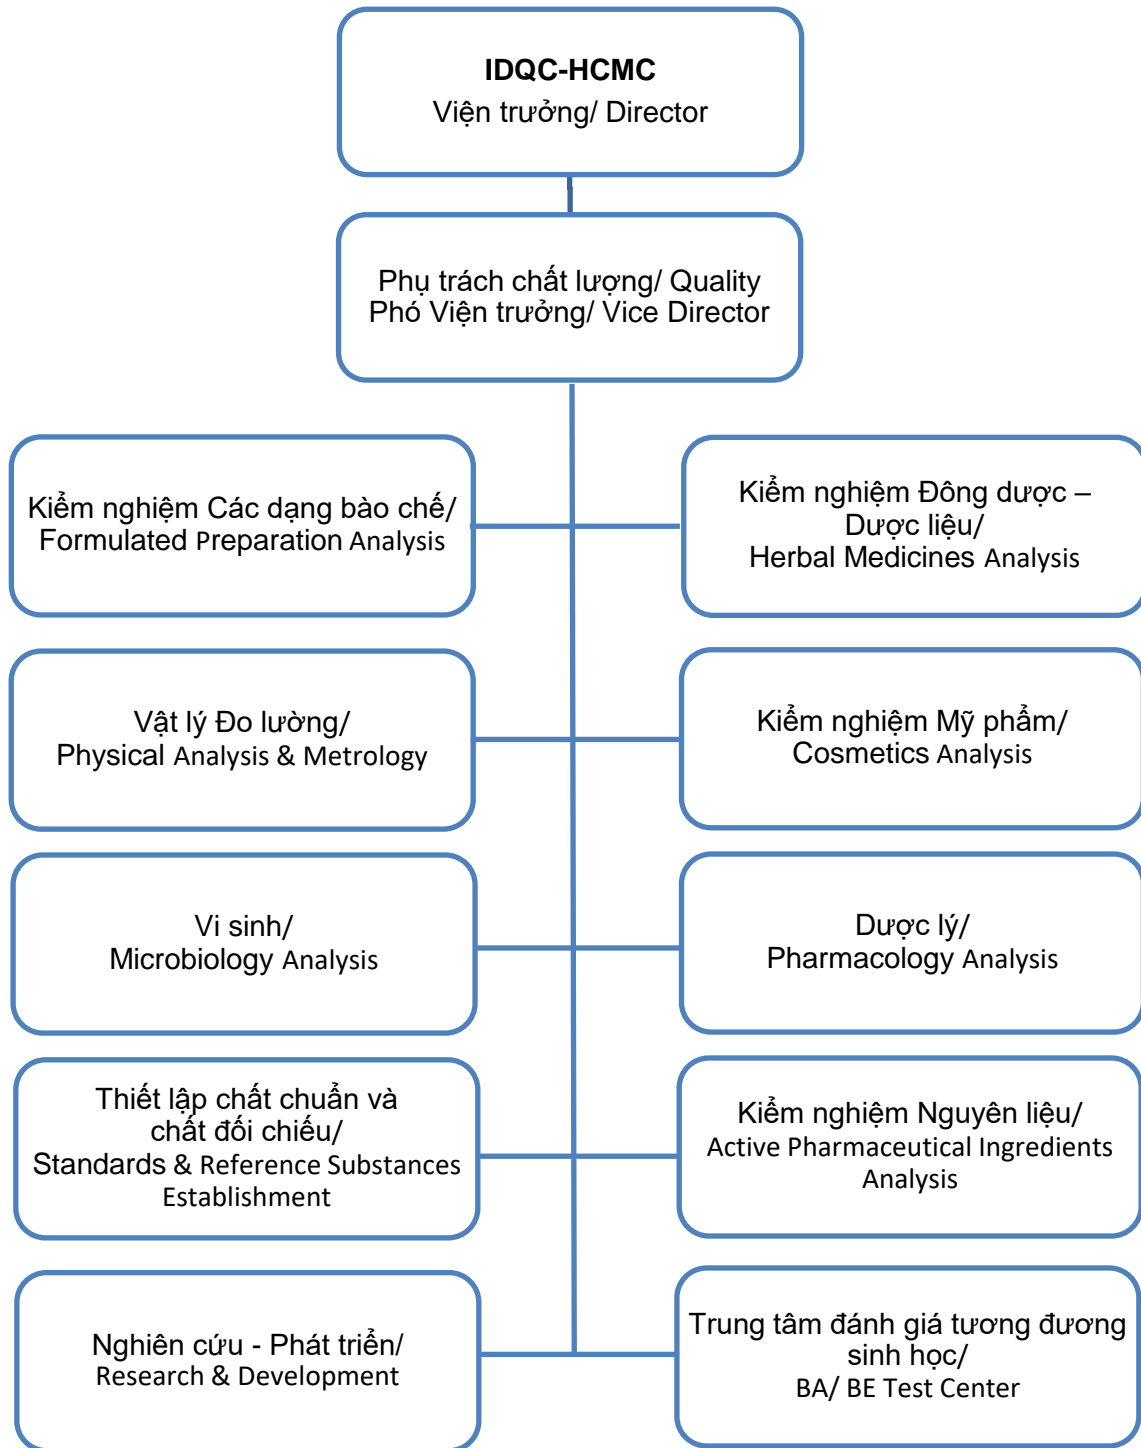 IDQC-HCMC
Viện trưởng/ Director
Phụ trách chất lượng/ Quality
Phó Viện trưởng/ Vice Director
Kiểm nghiệm Các dạng bào chế/
Formulated Preparation Analysis
Kiểm nghiệm Đông dược –
Dược liệu/
Herbal Medicines Analysis
Vật lý Đo lường/
Physical Analysis & Metrology
Kiểm nghiệm Mỹ phẩm/
Cosmetics Analysis
Vi sinh/
Microbiology Analysis
Dược lý/
Pharmacology Analysis
Thiết lập chất chuẩn và
chất đối chiếu/
Standards & Reference Substances
Establishment
Kiểm nghiệm Nguyên liệu/
Active Pharmaceutical Ingredients
Analysis
Nghiên cứu - Phát triển/
Research & Development
Trung tâm đánh giá tương đương
sinh học/
BA/ BE Test Center